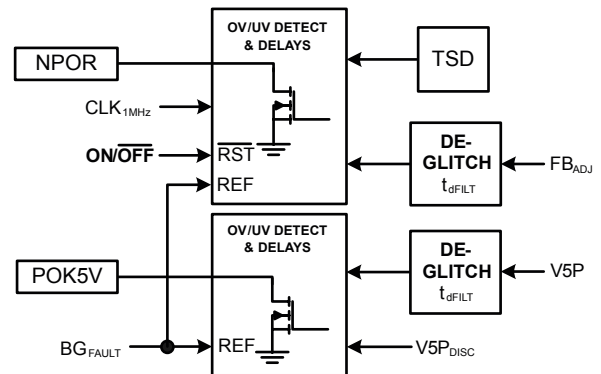 OV/UV DETECT
& DELAYS
NPOR
TSD
CLK1MHz
ON/OFF
RST
REF
DE-
GLITCH
tdFILT
FBADJ
OV/UV DETECT
& DELAYS
POK5V
DE-
GLITCH
tdFILT
V5P
BGFAULT
REF
V5PDISC